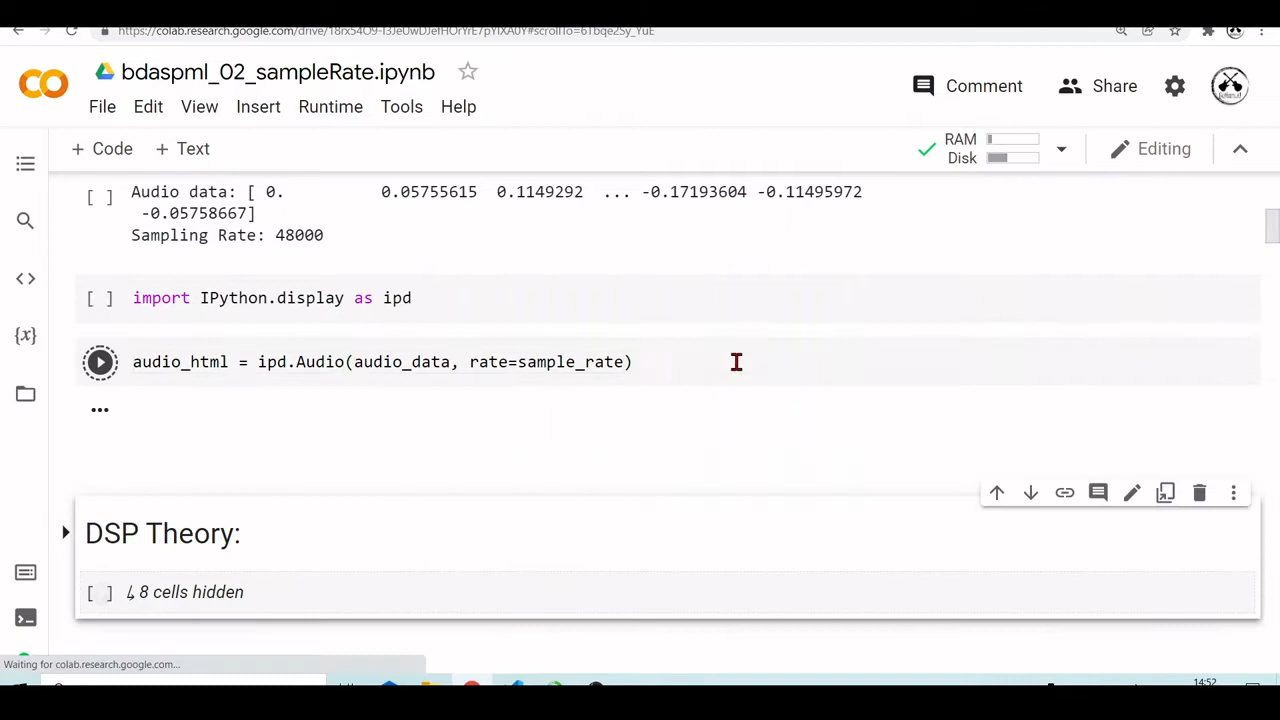 bdaspml_02_sampleRate.ipynb
File Edit View Insert Runtime Tools Help
Comment
Share
+ Code + Text
RAM
Disk
Editing
[ ] Audio data: [ 0. 0.05755615 0.1149292 ... -0.17193604 -0.11495972
-0.05758667]
Sampling Rate: 48000
[ ] import IPython.display as ipd
audio_html = ipd.Audio(audio_data, rate=sample_rate)
...
DSP Theory:
[ ] ↳ 8 cells hidden
{x}
Waiting for colab.research.google.com...
14:52